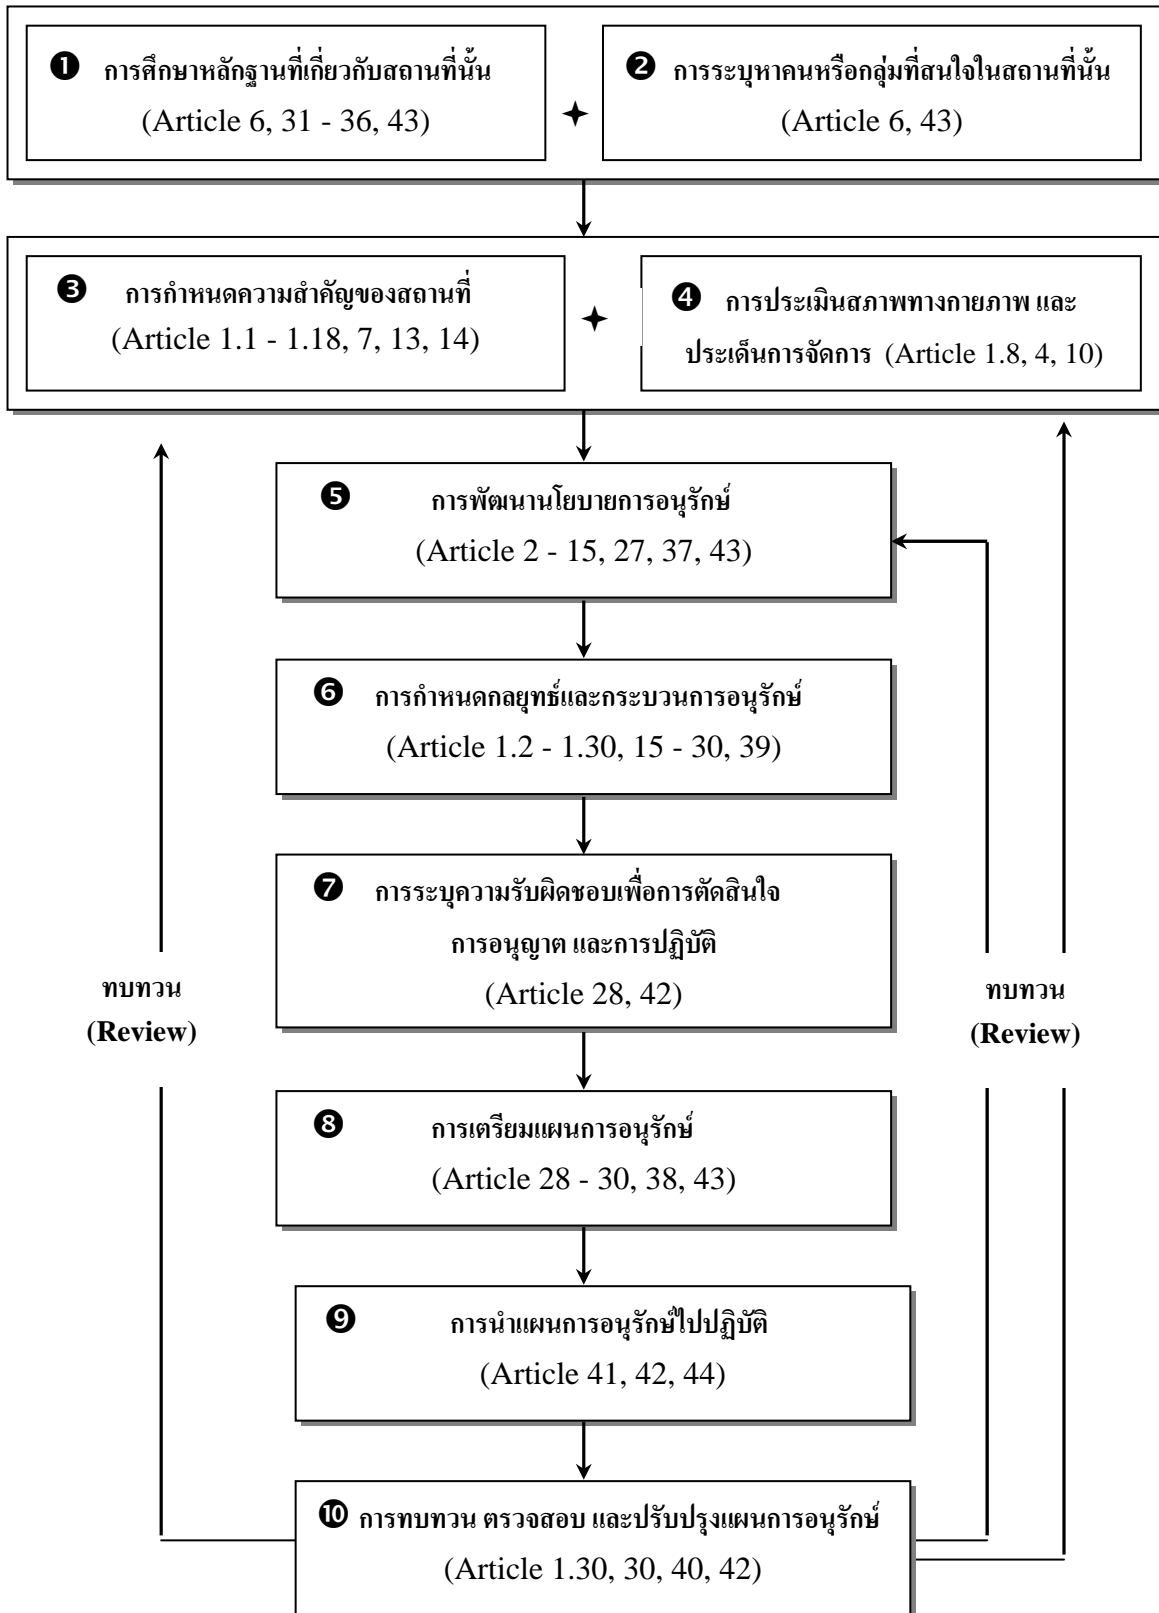 ❶ การศึกษาหลักฐานที่เกี่ยวกับสถานที่นั้น
(Article 6, 31 - 36, 43)
❷ การระบุหาคนหรือกลุ่มที่สนใจในสถานที่นั้น
(Article 6, 43)
❸ การกำหนดความสำคัญของสถานที่
(Article 1.1 - 1.18, 7, 13, 14)
❹ การประเมินสภาพทางกายภาพ และ
ประเด็นการจัดการ (Article 1.8, 4, 10)
❺ การพัฒนานโยบายการอนุรักษ์
(Article 2 - 15, 27, 37, 43)
❻ การกำหนดกลยุทธ์และกระบวนการอนุรักษ์
(Article 1.2 - 1.30, 15 - 30, 39)
❼ การระบุความรับผิดชอบเพื่อการตัดสินใจ
การอนุญาต และการปฏิบัติ
(Article 28, 42)
ทบทวน
(Review)
ทบทวน
(Review)
❽ การเตรียมแผนการอนุรักษ์
(Article 28 - 30, 38, 43)
❾ การนำแผนการอนุรักษ์ไปปฏิบัติ
(Article 41, 42, 44)
❿ การทบทวน ตรวจสอบ และปรับปรุงแผนการอนุรักษ์
(Article 1.30, 30, 40, 42)